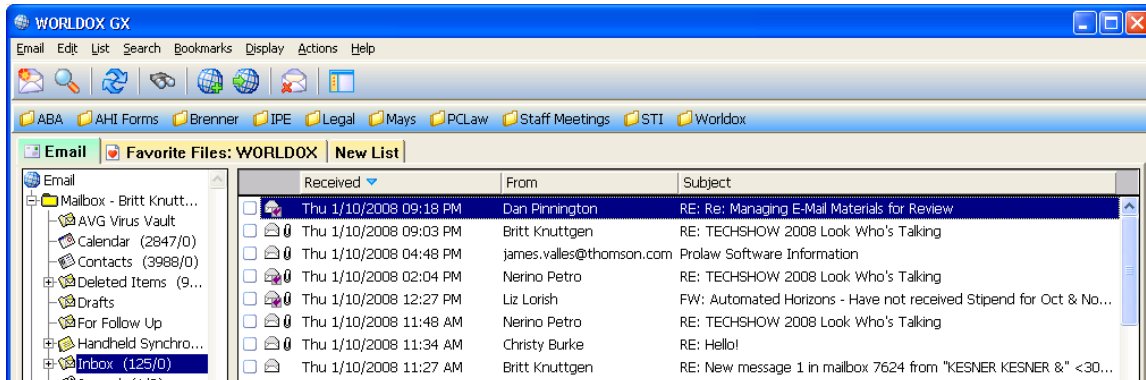 WORLDOX GX
Email Edit List Search Bookmarks Display Actions Help
ABA AHI Forms Brenner IPE Legal Mays PCLaw Staff Meetings STI Worldox
Email Favorite Files: WORLDOX New List
Email
Mailbox - Britt Knutt...
AVG Virus Vault
Calendar (2847/0)
Contacts (3988/0)
Deleted Items (9...
Drafts
For Follow Up
Handheld Synchro...
Inbox (125/0)
Received From Subject
Thu 1/10/2008 09:18 PM Dan Pinnington RE: Re: Managing E-Mail Materials for Review
Thu 1/10/2008 09:03 PM Britt Knuttgen RE: TECHSHOW 2008 Look Who's Talking
Thu 1/10/2008 04:48 PM james.valles@thomson.com Prolaw Software Information
Thu 1/10/2008 02:04 PM Nerino Petro RE: TECHSHOW 2008 Look Who's Talking
Thu 1/10/2008 12:27 PM Liz Lorish FW: Automated Horizons - Have not received Stipend for Oct & No...
Thu 1/10/2008 11:48 AM Nerino Petro RE: TECHSHOW 2008 Look Who's Talking
Thu 1/10/2008 11:34 AM Christy Burke RE: Hello!
Thu 1/10/2008 11:27 AM Britt Knuttgen RE: New message 1 in mailbox 7624 from "KESNER KESNER &" <30...